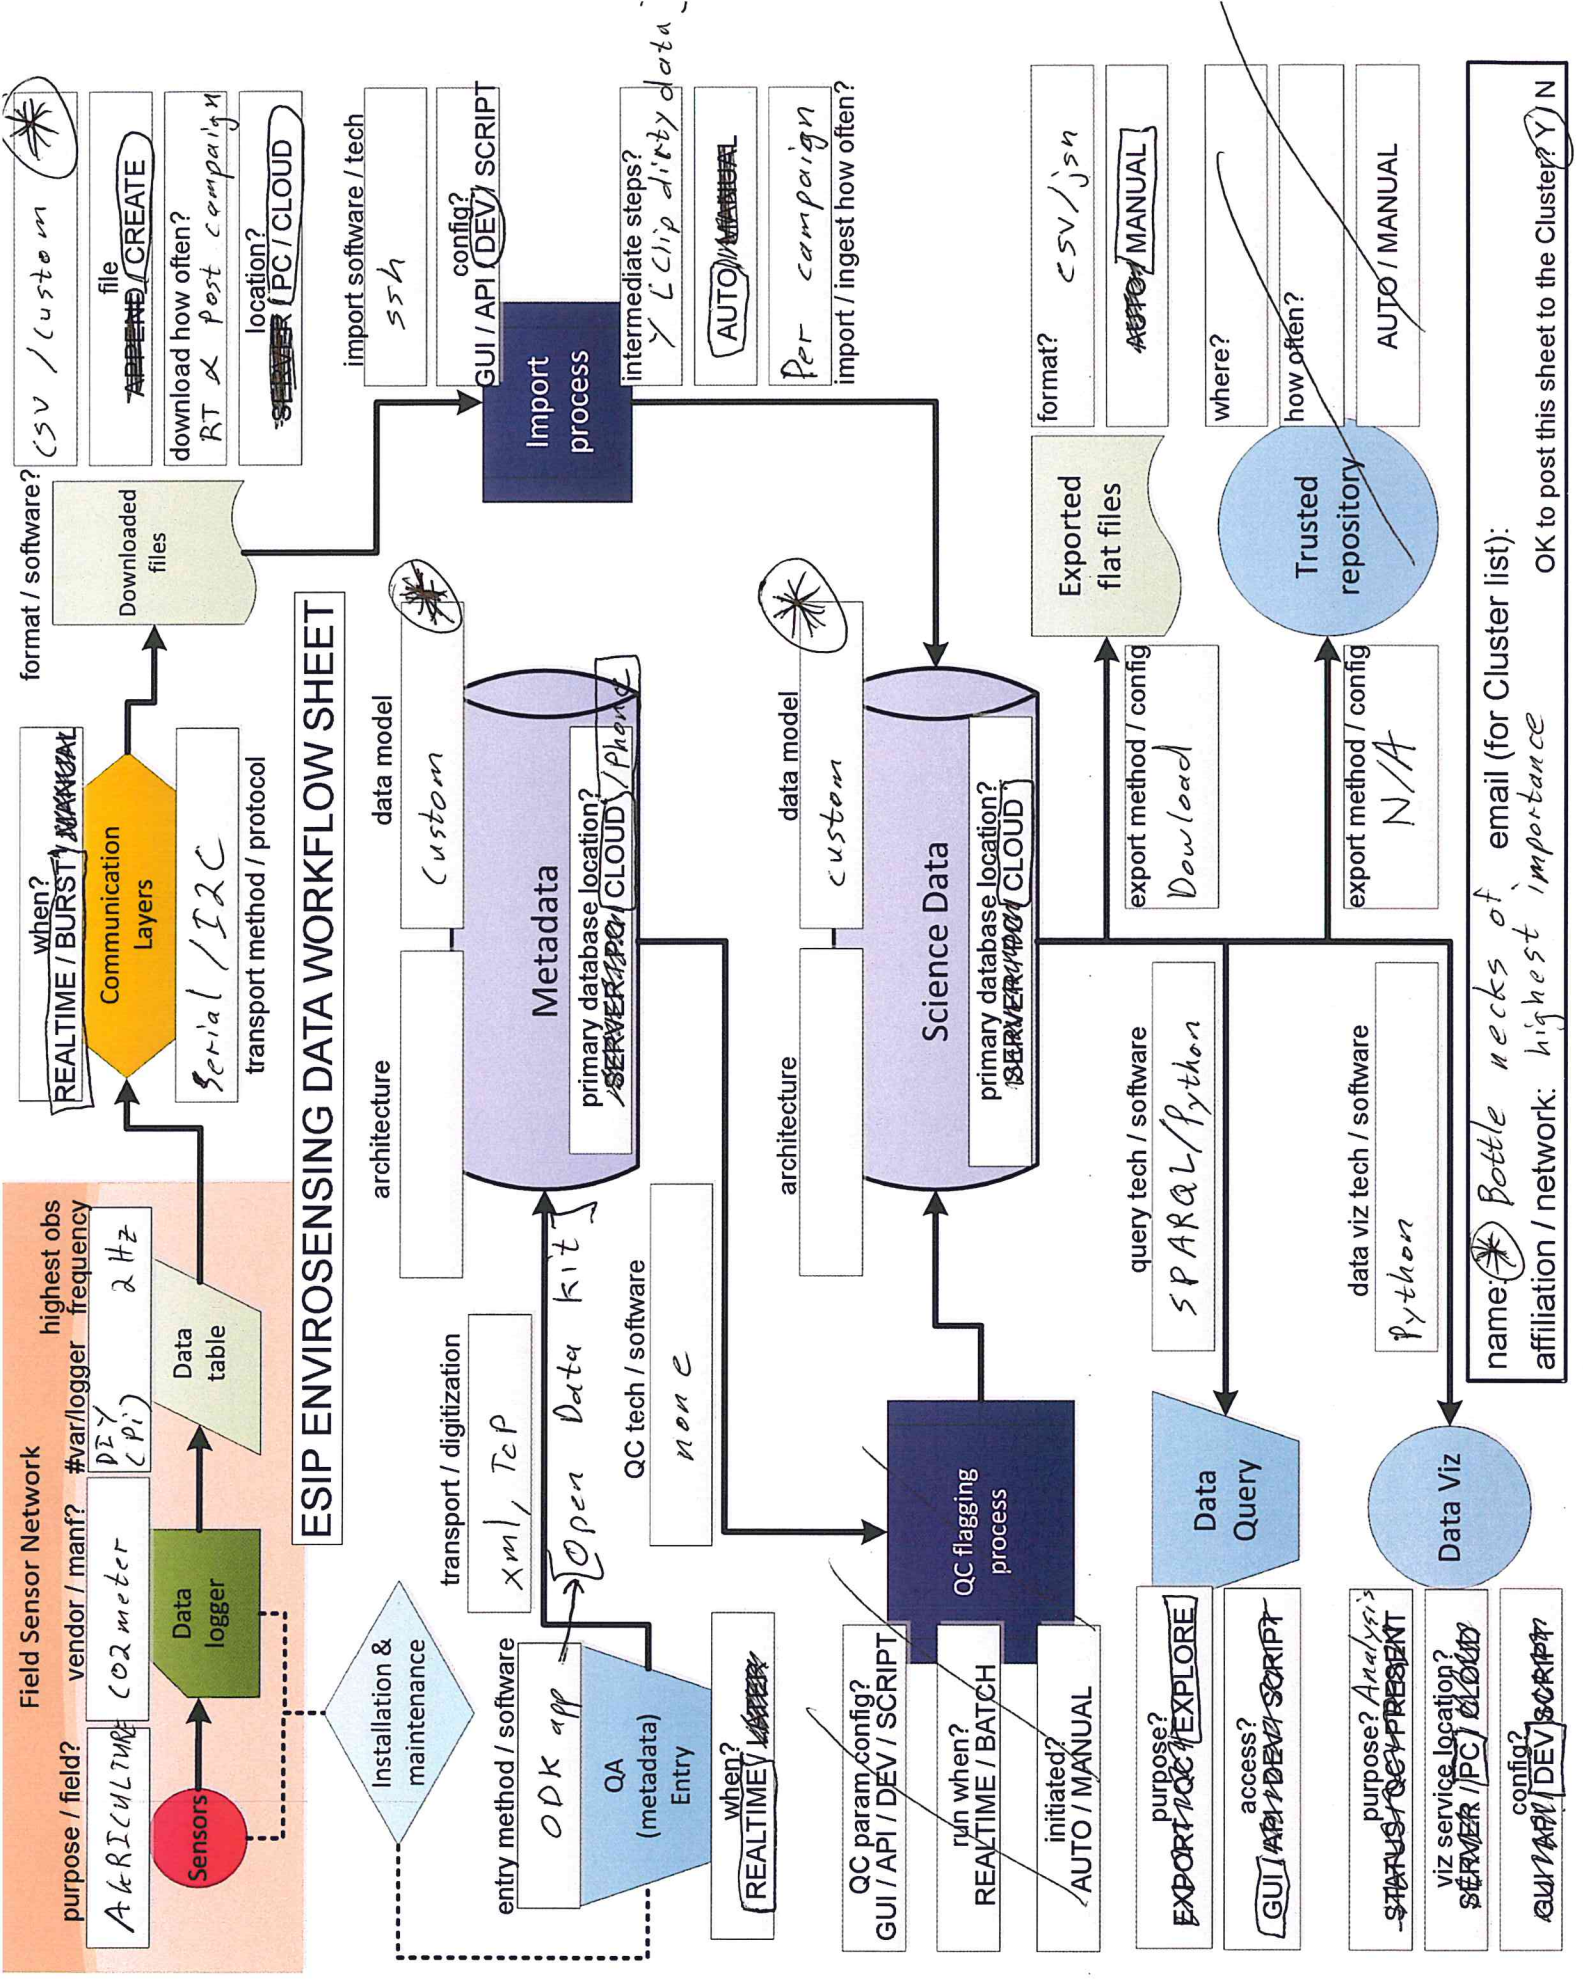 Field Sensor Network
purpose / field?
AGRICULTURE
vendor / manf?
CO2 meter
#var/logger
DIY
(Pi)
highest obs
frequency
2 Hz
Sensors
Data
logger
Data
table
when?
REALTIME / BURST / MANUAL
Communication
Layers
Serial / I2C
transport method / protocol
format / software?
csv / custom
Downloaded
files
file
APPEND / CREATE
download how often?
RT & Post campaign
location?
SERVER / PC / CLOUD
ESIP ENVIROSENSING DATA WORKFLOW SHEET
import software / tech
ssh
config?
GUI / API / DEV / SCRIPT
Import
process
intermediate steps?
Y [Clip dirty data]
AUTO / MANUAL
Per campaign
import / ingest how often?
Installation &
maintenance
entry method / software
ODK app
[Open Data Kit]
QA
(metadata)
Entry
when?
REALTIME / LATER
transport / digitization
xml, TCP
architecture
data model
Custom
Metadata
primary database location?
SERVER / PC / CLOUD / Phone
QC tech / software
none
QC flagging
process
QC param config?
GUI / API / DEV / SCRIPT
run when?
REALTIME / BATCH
initiated?
AUTO / MANUAL
architecture
data model
custom
Science Data
primary database location?
SERVER / PC / CLOUD
export method / config
Dowload
Exported
flat files
format?
csv/jsn
AUTO / MANUAL
export method / config
N/A
Trusted
repository
where?
how often?
AUTO / MANUAL
query tech / software
SPARQL/Python
Data
Query
purpose?
EXPORT / QC / EXPLORE
access?
GUI / API / DEV / SCRIPT
data viz tech / software
Python
Data Viz
purpose? Analysis
STATUS / QC / PRESENT
viz service location?
SERVER / PC / CLOUD
config?
GUI / API / DEV / SCRIPT
name: Bottle necks of email (for Cluster list):
affiliation / network: highest importance OK to post this sheet to the Cluster? Y / N